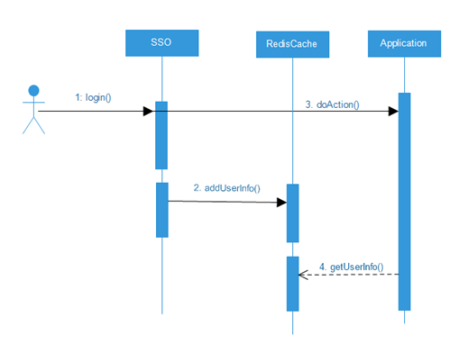 SSO
RedisCache
Application
1: login()
3. doAction()
2. addUserInfo()
4. getUserInfo()